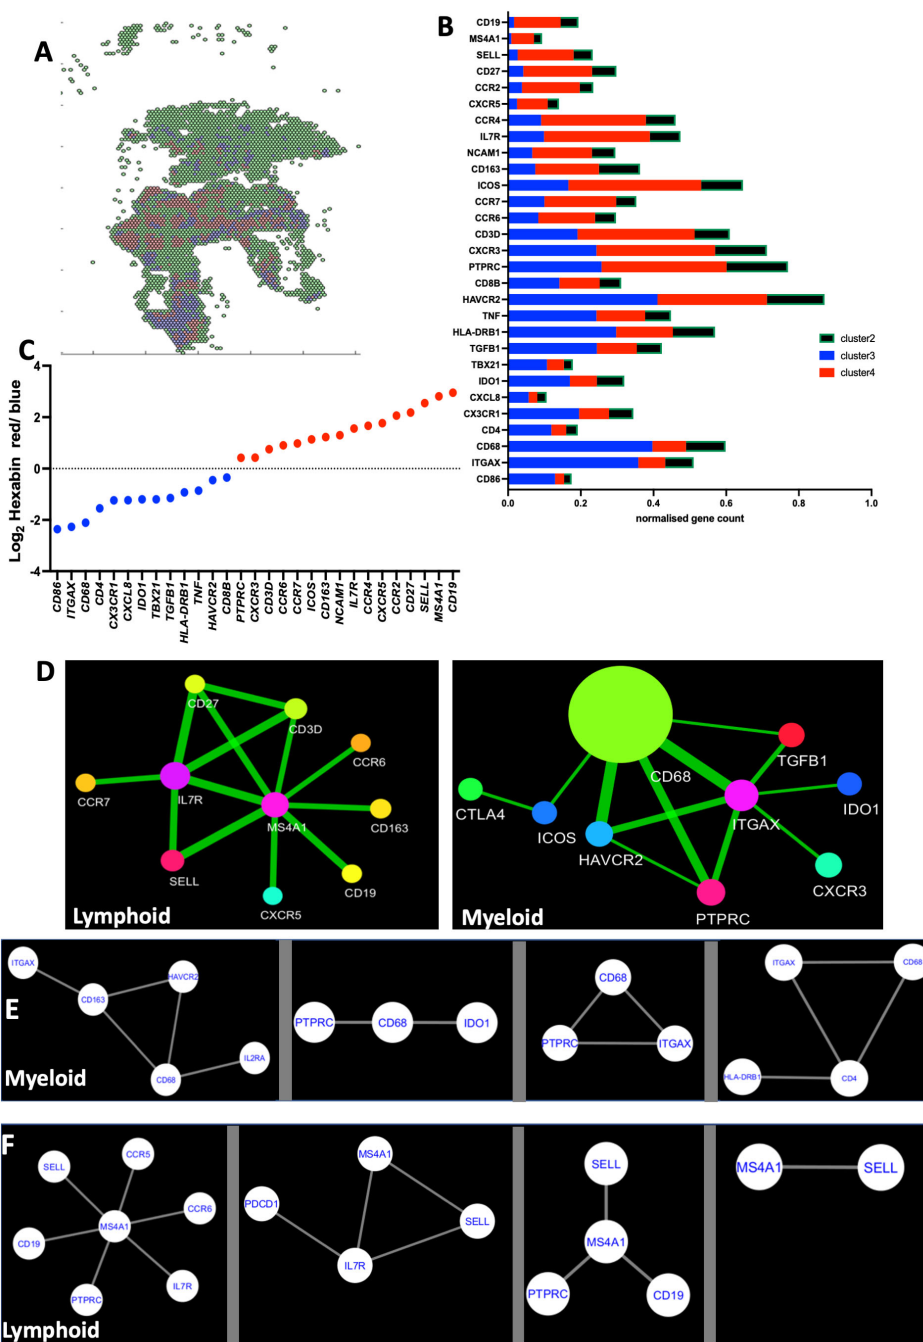 A
B
CD19
MS4A1
SELL
CD27
CCR2
CXCR5
CCR4
IL7R
NCAM1
CD163
ICOS
CCR7
CCR6
CD3D
CXCR3
PTPRC
CD8B
HAVCR2
TNF
HLA-DRB1
TGFB1
TBX21
IDO1
CXCL8
CX3CR1
CD4
CD68
ITGAX
CD86
0.0 0.2 0.4 0.6 0.8 1.0
normalised gene count
cluster2
cluster3
cluster4
C
Log2 Hexabin red/ blue
4
2
0
-2
-4
CD86 ITGAX CD68 CD4 CX3CR1 CXCL8 IDO1 TBX21 TGFB1 HLA-DRB1 TNF HAVCR2 CD8B PTPRC CXCR3 CD3D CCR6 CCR7 ICOS CD163 NCAM1 IL7R CCR4 CXCR5 CCR2 CD27 SELL MS4A1 CD19
D
CD27
CD3D
CCR6
CCR7
IL7R
MS4A1
CD163
SELL
CD19
CXCR5
Lymphoid
CD68
TGFB1
CTLA4
ICOS
HAVCR2
ITGAX
IDO1
CXCR3
PTPRC
Myeloid
E
ITGAX
HAVCR2
CD163
IL2RA
CD68
Myeloid
PTPRC CD68 IDO1
CD68
PTPRC ITGAX
ITGAX CD68
HLA-DRB1 CD4
F
SELL
CCR5
CCR6
MS4A1
CD19
IL7R
PTPRC
Lymphoid
MS4A1
PDCD1
SELL
IL7R
SELL
MS4A1
PTPRC CD19
MS4A1 SELL